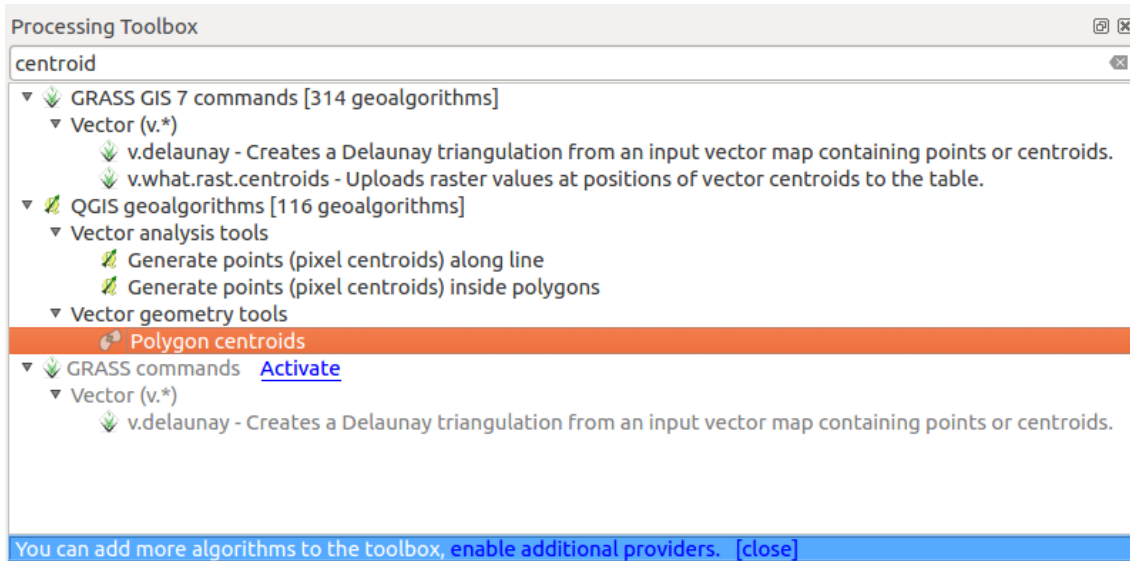 Processing Toolbox
centroid
GRASS GIS 7 commands [314 geoalgorithms]
Vector (v.*)
v.delaunay - Creates a Delaunay triangulation from an input vector map containing points or centroids.
v.what.rast.centroids - Uploads raster values at positions of vector centroids to the table.
QGIS geoalgorithms [116 geoalgorithms]
Vector analysis tools
Generate points (pixel centroids) along line
Generate points (pixel centroids) inside polygons
Vector geometry tools
Polygon centroids
GRASS commands Activate
Vector (v.*)
v.delaunay - Creates a Delaunay triangulation from an input vector map containing points or centroids.
You can add more algorithms to the toolbox, enable additional providers. [close]